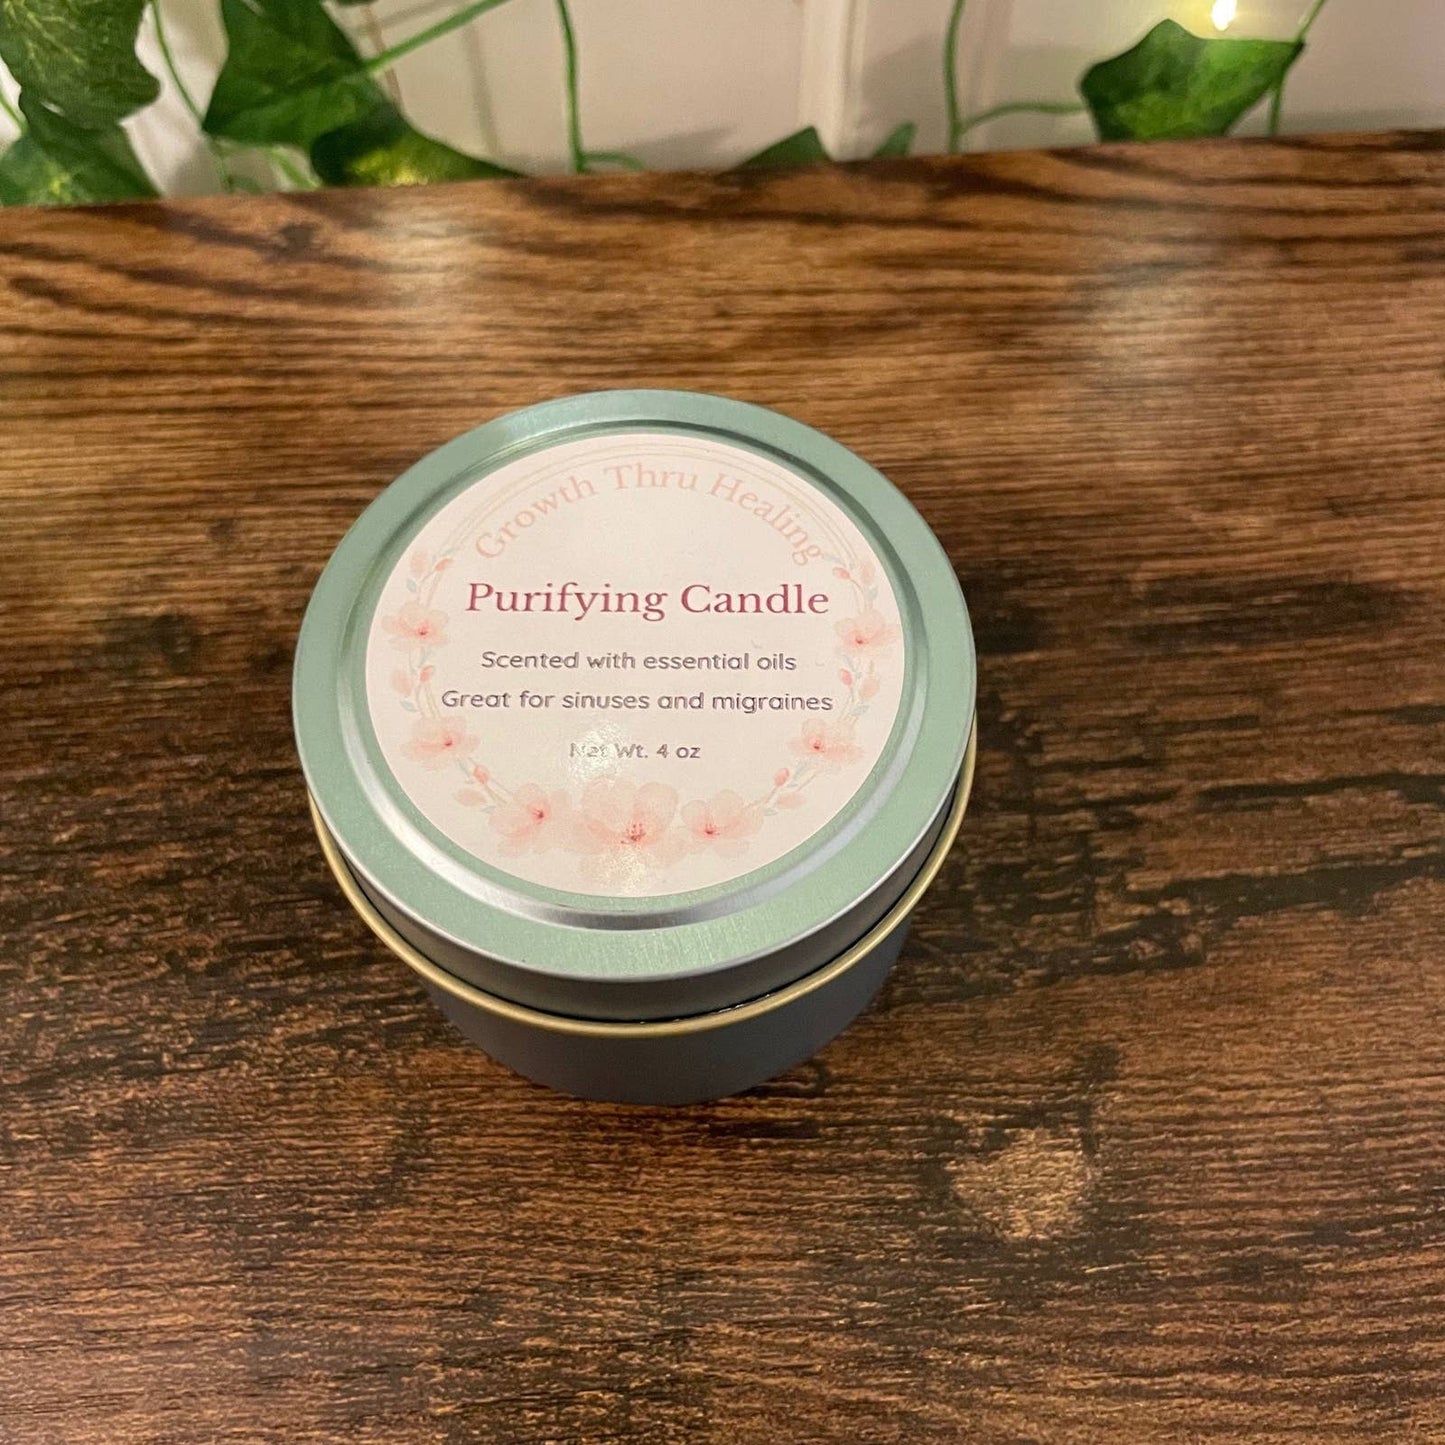 Growth Thru Healing
Purifying Candle
Scented with essential oils
Great for sinuses and migraines
Net Wt. 4 oz